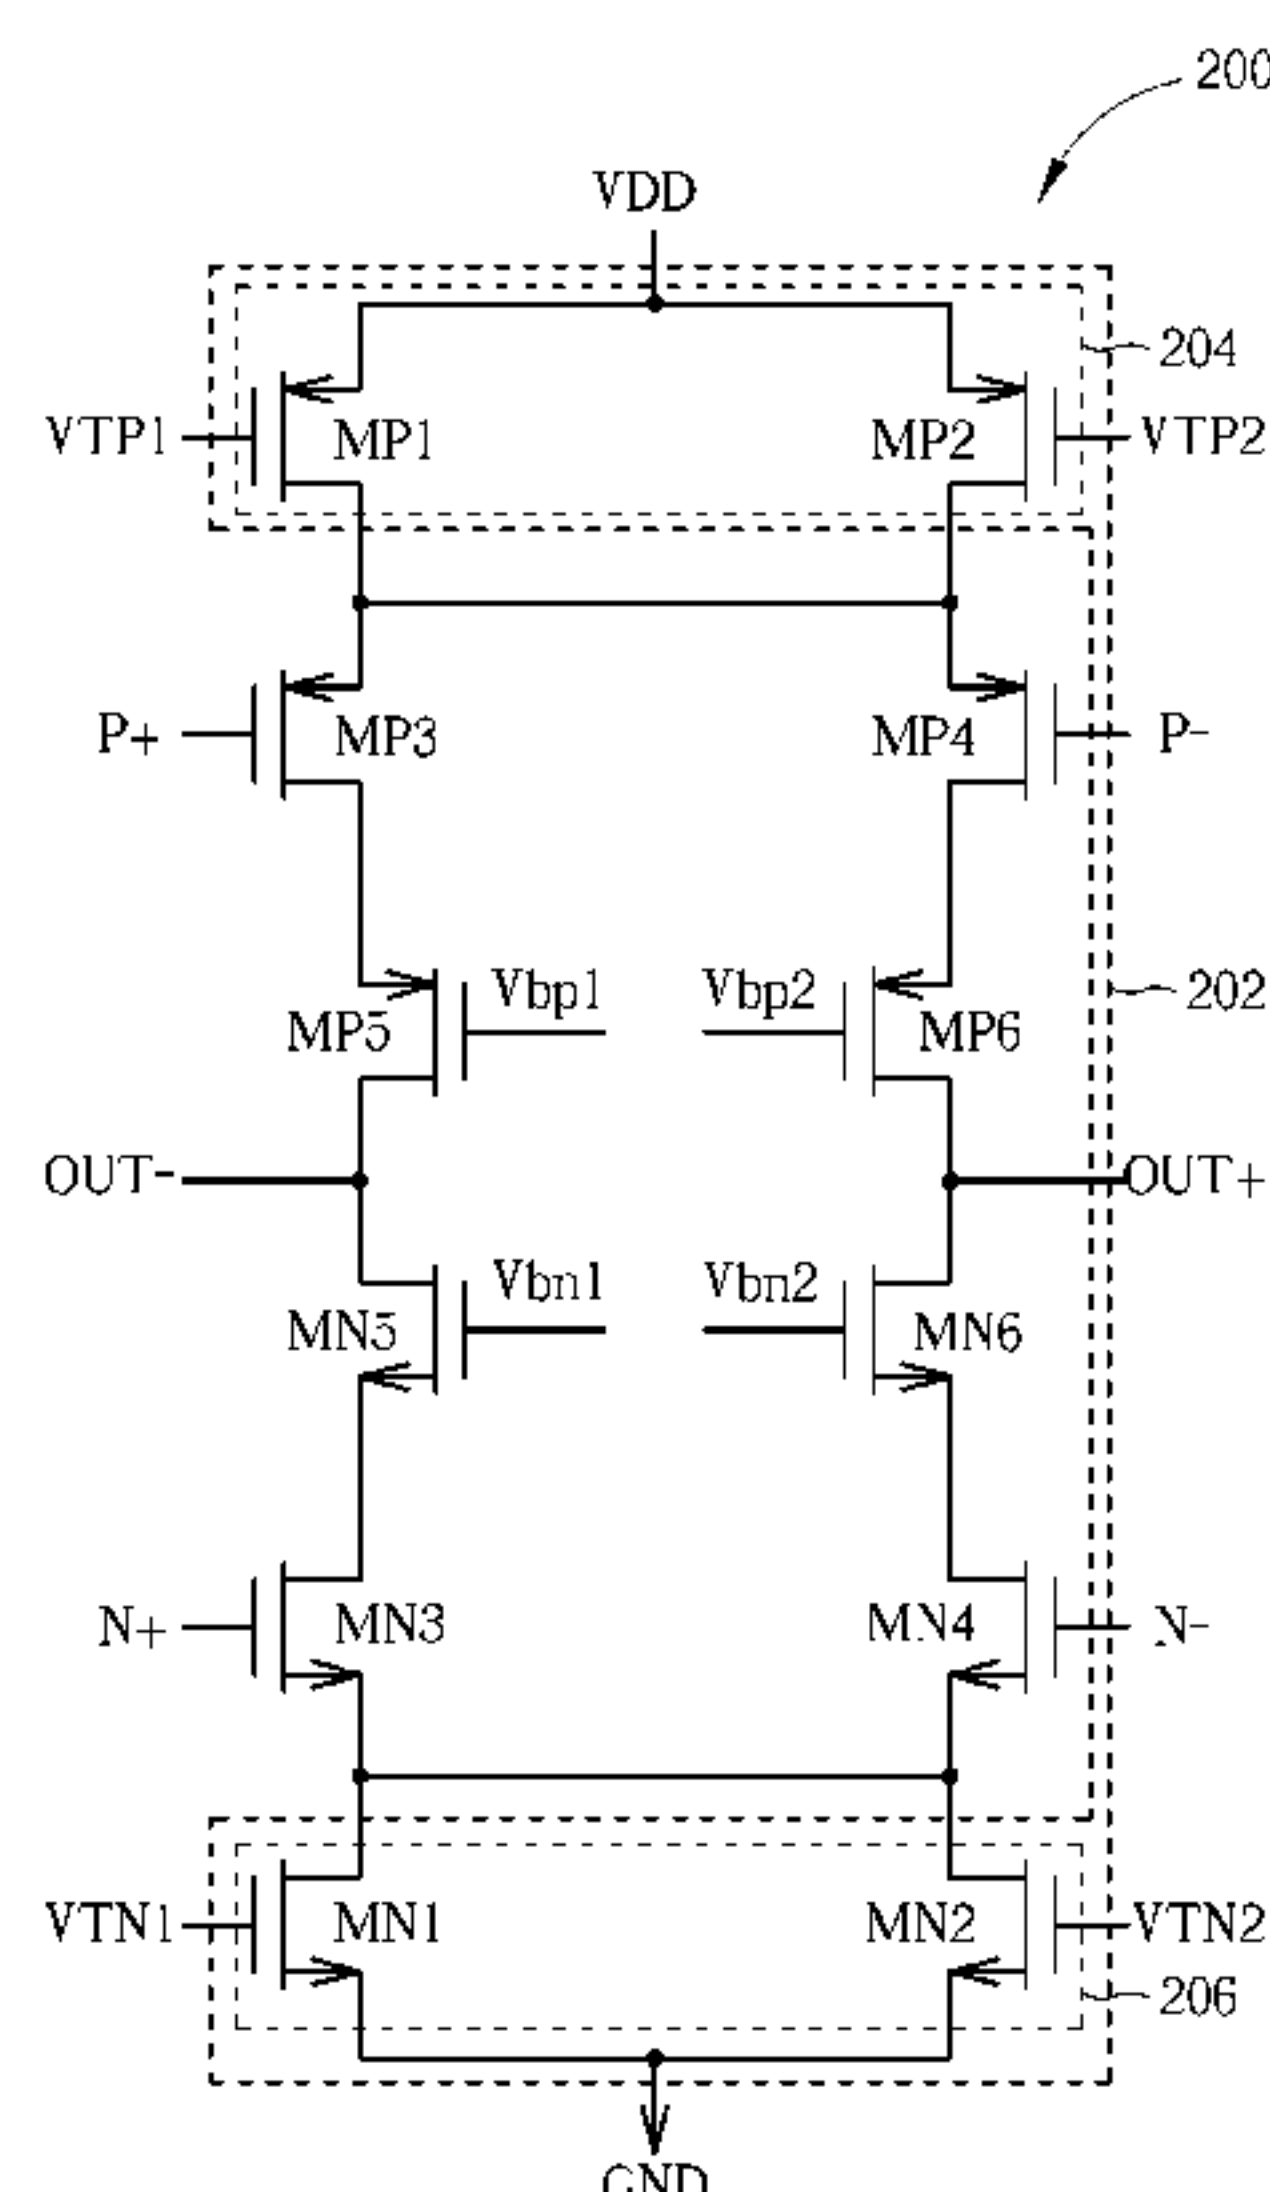 200
VDD
204
VTP1 MP1 MP2 VTP2
P+ MP3 MP4 P-
Vbp1 Vbp2
MP5 MP6
202
OUT- OUT+
Vbn1 Vbn2
MN5 MN6
N+ MN3 MN4 N-
VTN1 MN1 MN2 VTN2
206
GND